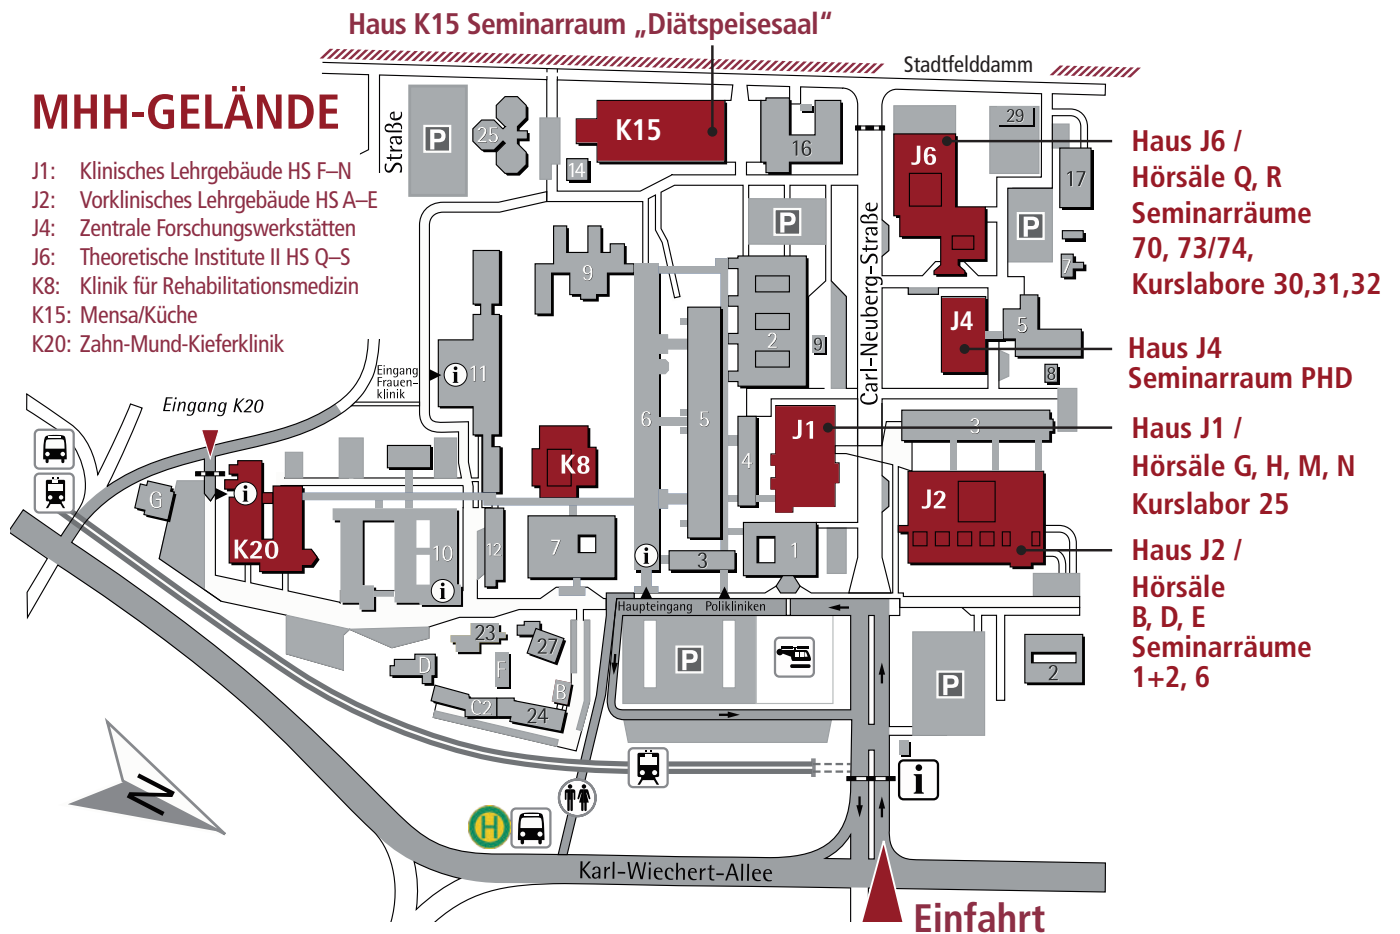 Haus K15 Seminarraum „Diätspeisesaal“
Stadtfelddamm
MHH-GELÄNDE
J1: Klinisches Lehrgebäude HS F–N
J2: Vorklinisches Lehrgebäude HS A–E
J4: Zentrale Forschungswerkstätten
J6: Theoretische Institute II HS Q–S
K8: Klinik für Rehabilitationsmedizin
K15: Mensa/Küche
K20: Zahn-Mund-Kieferklinik
Straße
P
25
K15
14
16
J6
29
17
P
P
7
9
Carl-Neuberg-Straße
Haus J6 /
Hörsäle Q, R
Seminarräume
70, 73/74,
Kurslabore 30,31,32
J4
5
8
2
9
Haus J4
Seminarraum PHD
Eingang
Frauen-
klinik
i
11
6
5
4
J1
3
Haus J1 /
Hörsäle G, H, M, N
Kurslabor 25
Eingang K20
G
i
K20
K8
10
i
12
7
i
3
1
J2
Haus J2 /
Hörsäle
B, D, E
Seminarräume
1+2, 6
Haupteingang
Polikliniken
23
27
D
F
B
C2
24
P
P
2
N
H
i
Karl-Wiechert-Allee
Einfahrt